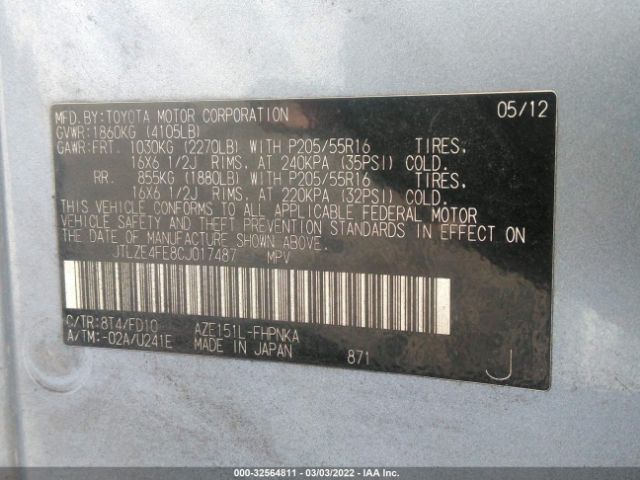 MFD. BY: TOYOTA MOTOR CORPORATION 05/12
GVWR: 1860KG (4105LB)
GAWR: FRT. 1030KG (2270LB) WITH P205/55R16 TIRES,
16X6 1/2J RIMS, AT 240KPA (35PSI) COLD.
RR. 855KG (1880LB) WITH P205/55R16 TIRES,
16X6 1/2J RIMS, AT 220KPA (32PSI) COLD.
THIS VEHICLE CONFORMS TO ALL APPLICABLE FEDERAL MOTOR
VEHICLE SAFETY AND THEFT PREVENTION STANDARDS IN EFFECT ON
THE DATE OF MANUFACTURE SHOWN ABOVE.
JTLZE4FE8CJ017487 MPV
C/TR: 8T4/FD10 AZE151L-FHPNKA
A/TM: -02A/U241E MADE IN JAPAN 871 J
000-32564811 — 03/03/2022 — IAA Inc.